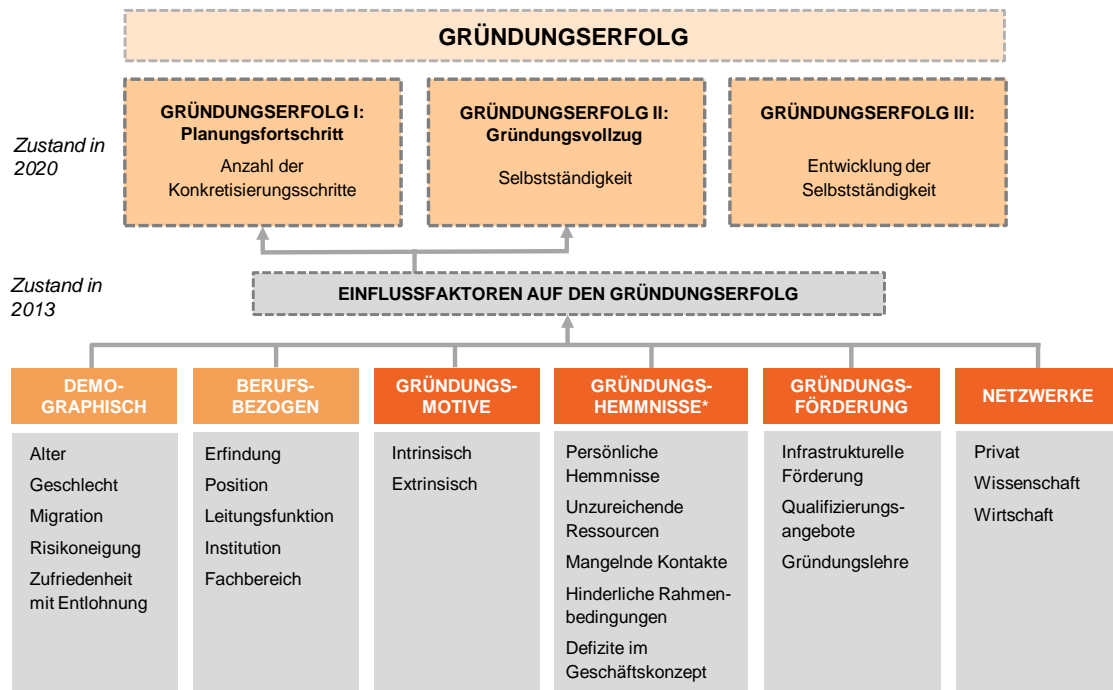 GRÜNDUNGSERFOLG
Zustand in
2020
GRÜNDUNGSERFOLG I:
Planungsfortschritt
Anzahl der
Konkretisierungsschritte
GRÜNDUNGSERFOLG II:
Gründungsvollzug
Selbstständigkeit
GRÜNDUNGSERFOLG III:
Entwicklung der
Selbstständigkeit
Zustand in
2013
EINFLUSSFAKTOREN AUF DEN GRÜNDUNGSERFOLG
DEMO-
GRAPHISCH
Alter
Geschlecht
Migration
Risikoneigung
Zufriedenheit
mit Entlohnung
BERUFS-
BEZOGEN
Erfindung
Position
Leitungsfunktion
Institution
Fachbereich
GRÜNDUNGS-
MOTIVE
Intrinsisch
Extrinsisch
GRÜNDUNGS-
HEMMNISSE*
Persönliche
Hemmnisse
Unzureichende
Ressourcen
Mangelnde Kontakte
Hinderliche Rahmen-
bedingungen
Defizite im
Geschäftskonzept
GRÜNDUNGS-
FÖRDERUNG
Infrastrukturelle
Förderung
Qualifizierungs-
angebote
Gründungslehre
NETZWERKE
Privat
Wissenschaft
Wirtschaft